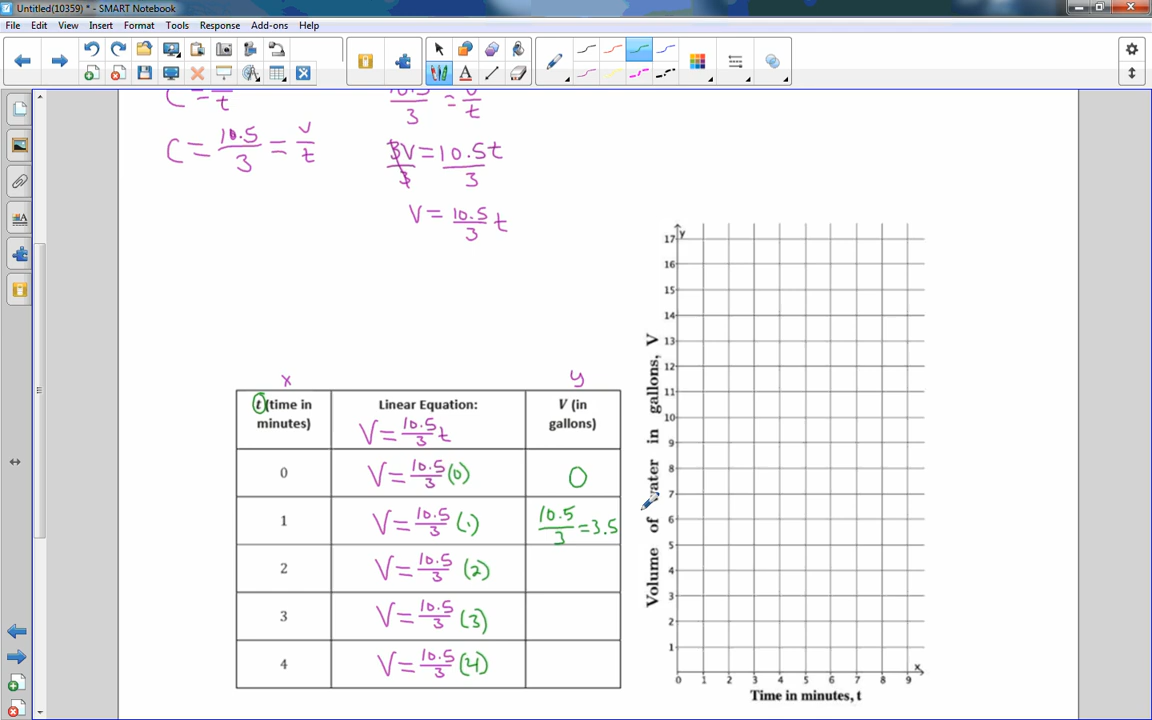 Untitled(10359) * - SMART Notebook
File Edit View Insert Format Tools Response Add-ons Help
C = v/t
10.5/3 = v/t
C = 10.5/3 = v/t
3V/3 = 10.5t/3
V = 10.5/3 t
x
y
t (time in minutes)
Linear Equation:
V = 10.5/3 t
V (in gallons)
0
V = 10.5/3 (0)
0
1
V = 10.5/3 (1)
10.5/3 = 3.5
2
V = 10.5/3 (2)
3
V = 10.5/3 (3)
4
V = 10.5/3 (4)
Volume of water in gallons, V
y
17
16
15
14
13
12
11
10
9
8
7
6
5
4
3
2
1
0 1 2 3 4 5 6 7 8 9
x
Time in minutes, t